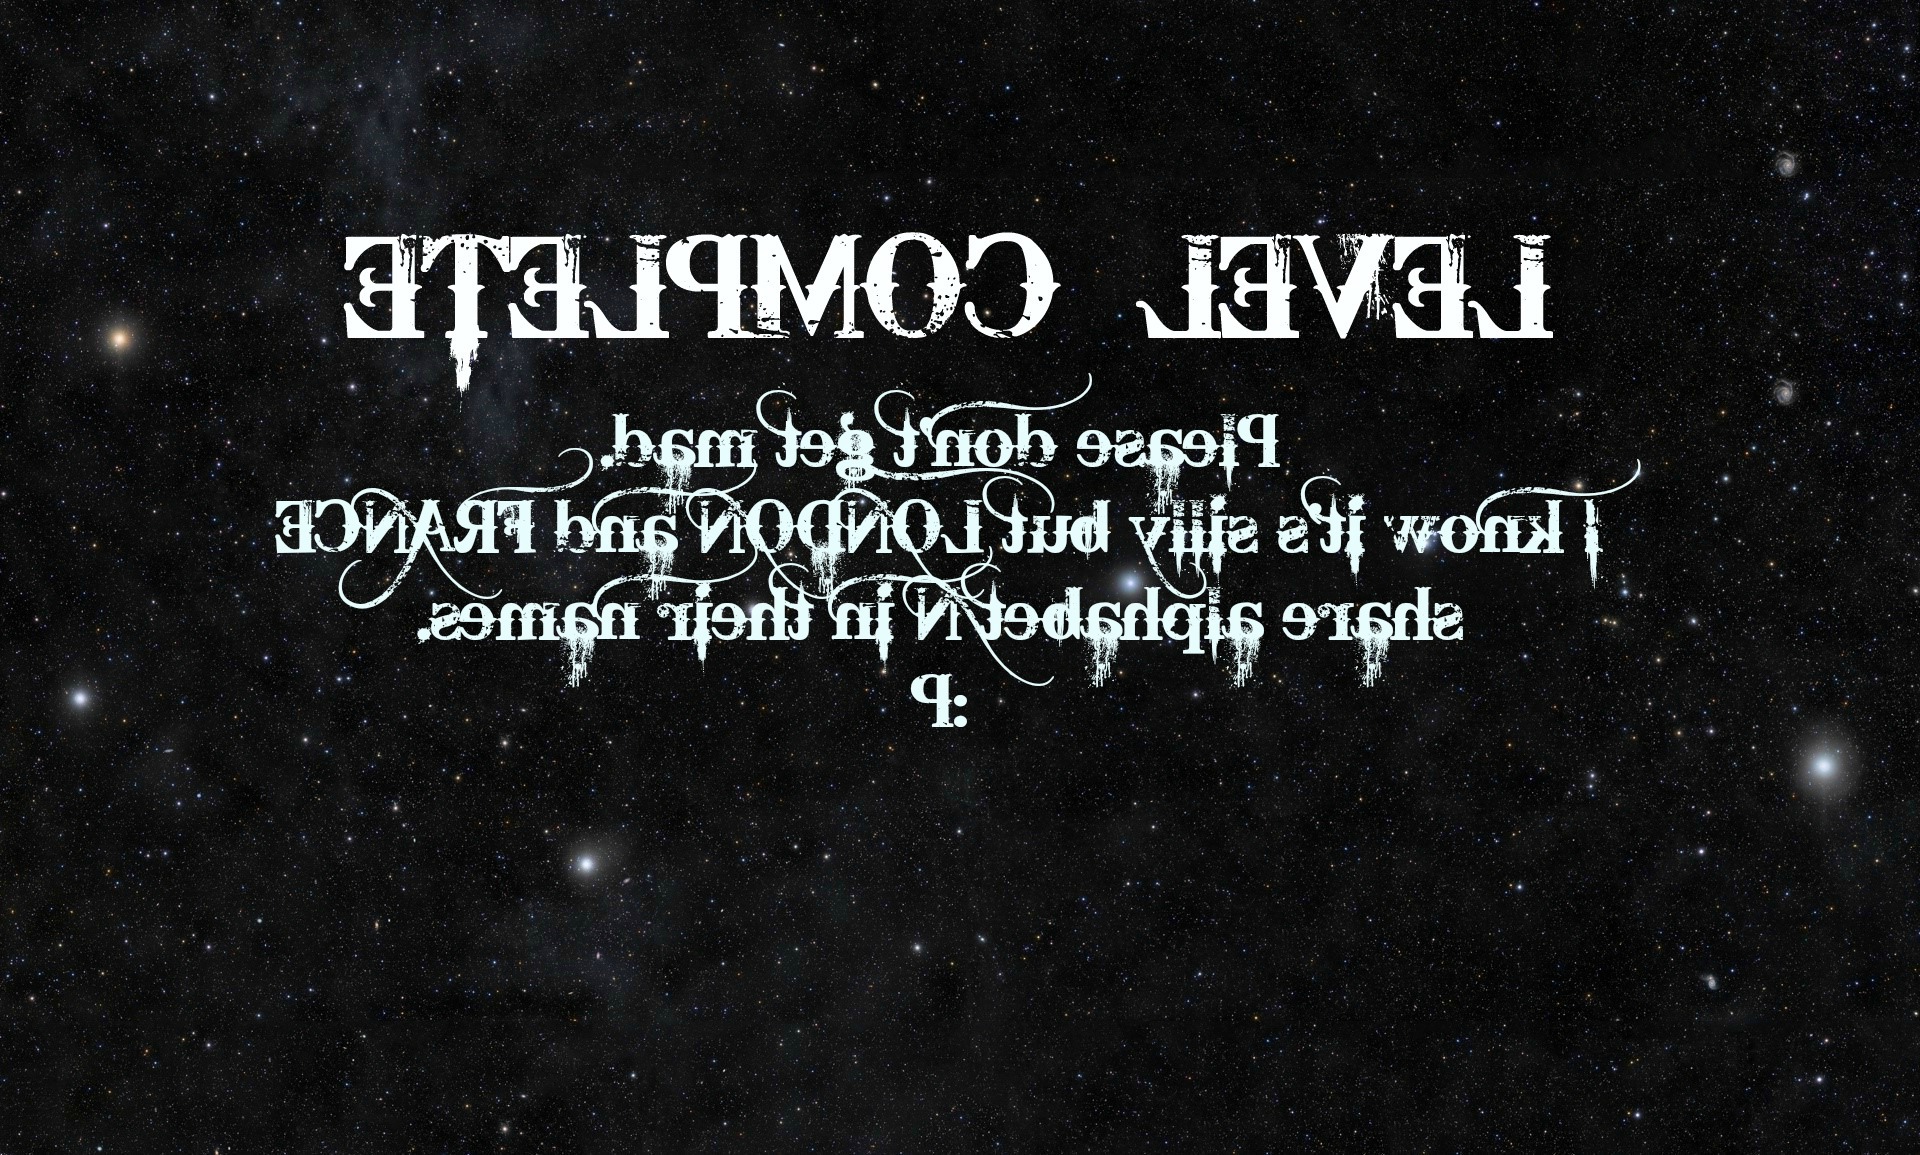 LEVEL COMPLETE
Please don't get mad.
I know it's silly but LONDON and FRANCE
share alphabet N in their names.
:P